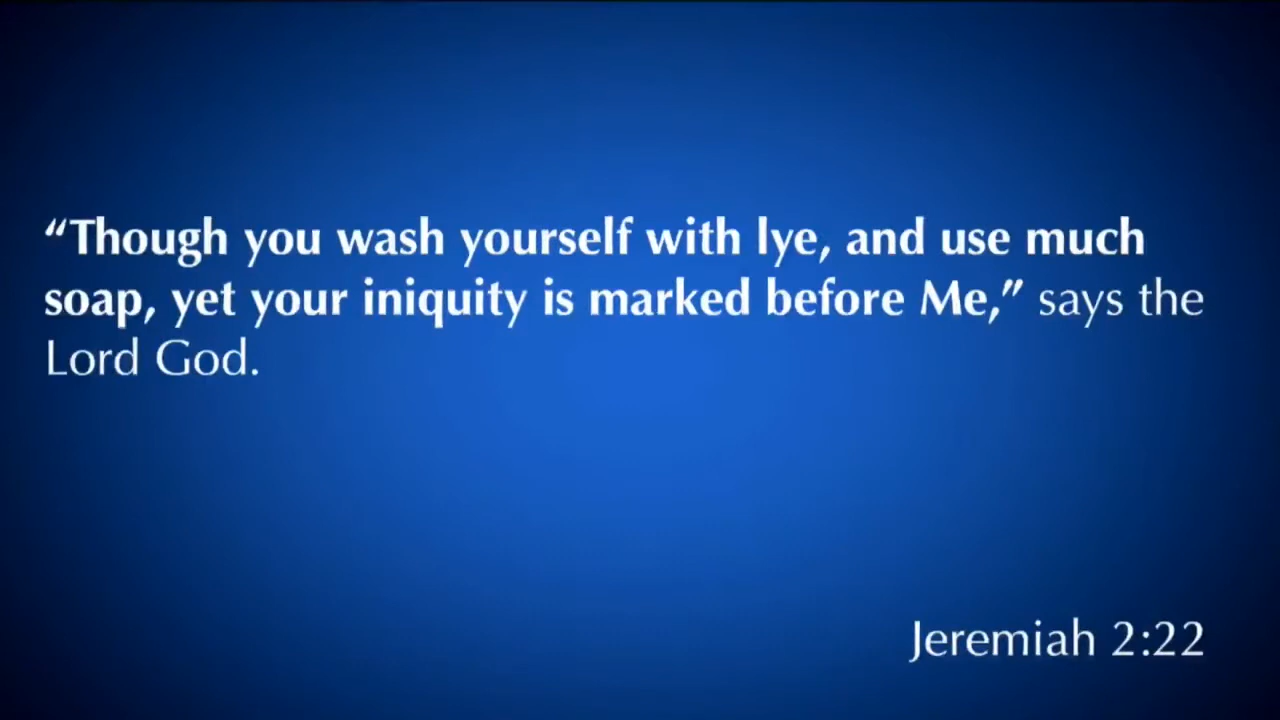 “Though you wash yourself with lye, and use much
soap, yet your iniquity is marked before Me,” says the
Lord God.
Jeremiah 2:22